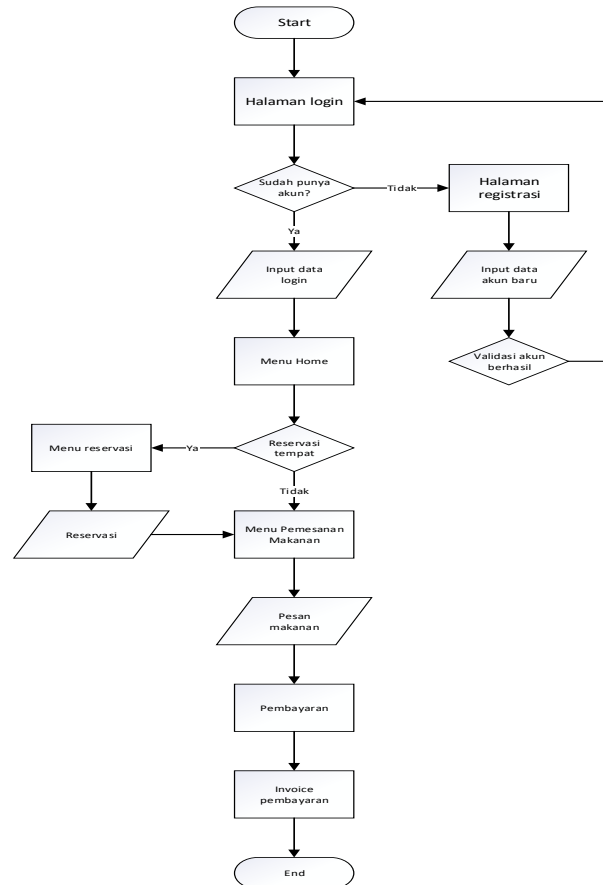 Start
Halaman login
Sudah punya
akun?
Tidak
Halaman
registrasi
Ya
Input data
login
Input data
akun baru
Menu Home
Validasi akun
berhasil
Menu reservasi
Ya
Reservasi
tempat
Tidak
Reservasi
Menu Pemesanan
Makanan
Pesan
makanan
Pembayaran
Invoice
pembayaran
End